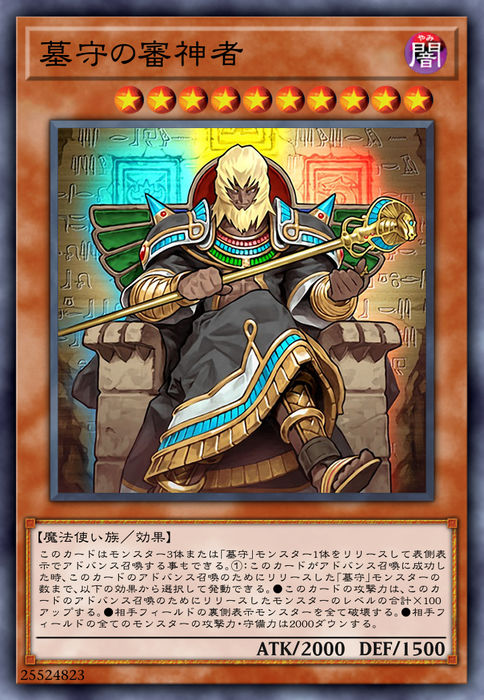 墓守の審神者
やみ
闇
【魔法使い族／効果】
このカードはモンスター3体または「墓守」モンスター1体をリリースして表側表
示でアドバンス召喚する事もできる。①：このカードがアドバンス召喚に成功し
た時、このカードのアドバンス召喚のためにリリースした「墓守」モンスターの
数まで、以下の効果から選択して発動できる。●このカードの攻撃力は、このカ
ードのアドバンス召喚のためにリリースしたモンスターのレベルの合計×100
アップする。●相手フィールドの裏側表示モンスターを全て破壊する。●相手フ
ィールドの全てのモンスターの攻撃力・守備力は2000ダウンする。
ATK/2000 DEF/1500
25524823